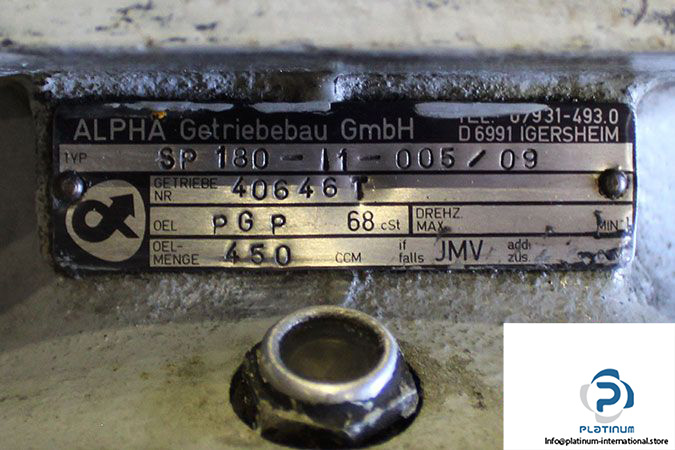 ALPHA Getriebebau GmbH
TEL. 07931-493.0
D 6991 IGERSHEIM
TYP SP 180 - I1 - 005 / 09
GETRIEBE NR 40646T
OEL PGP 68 cSt DREHZ. MAX. MIN-1
OEL-MENGE 450 CCM if falls JMV add. zus.
PLATINUM
Info@platinum-international.store